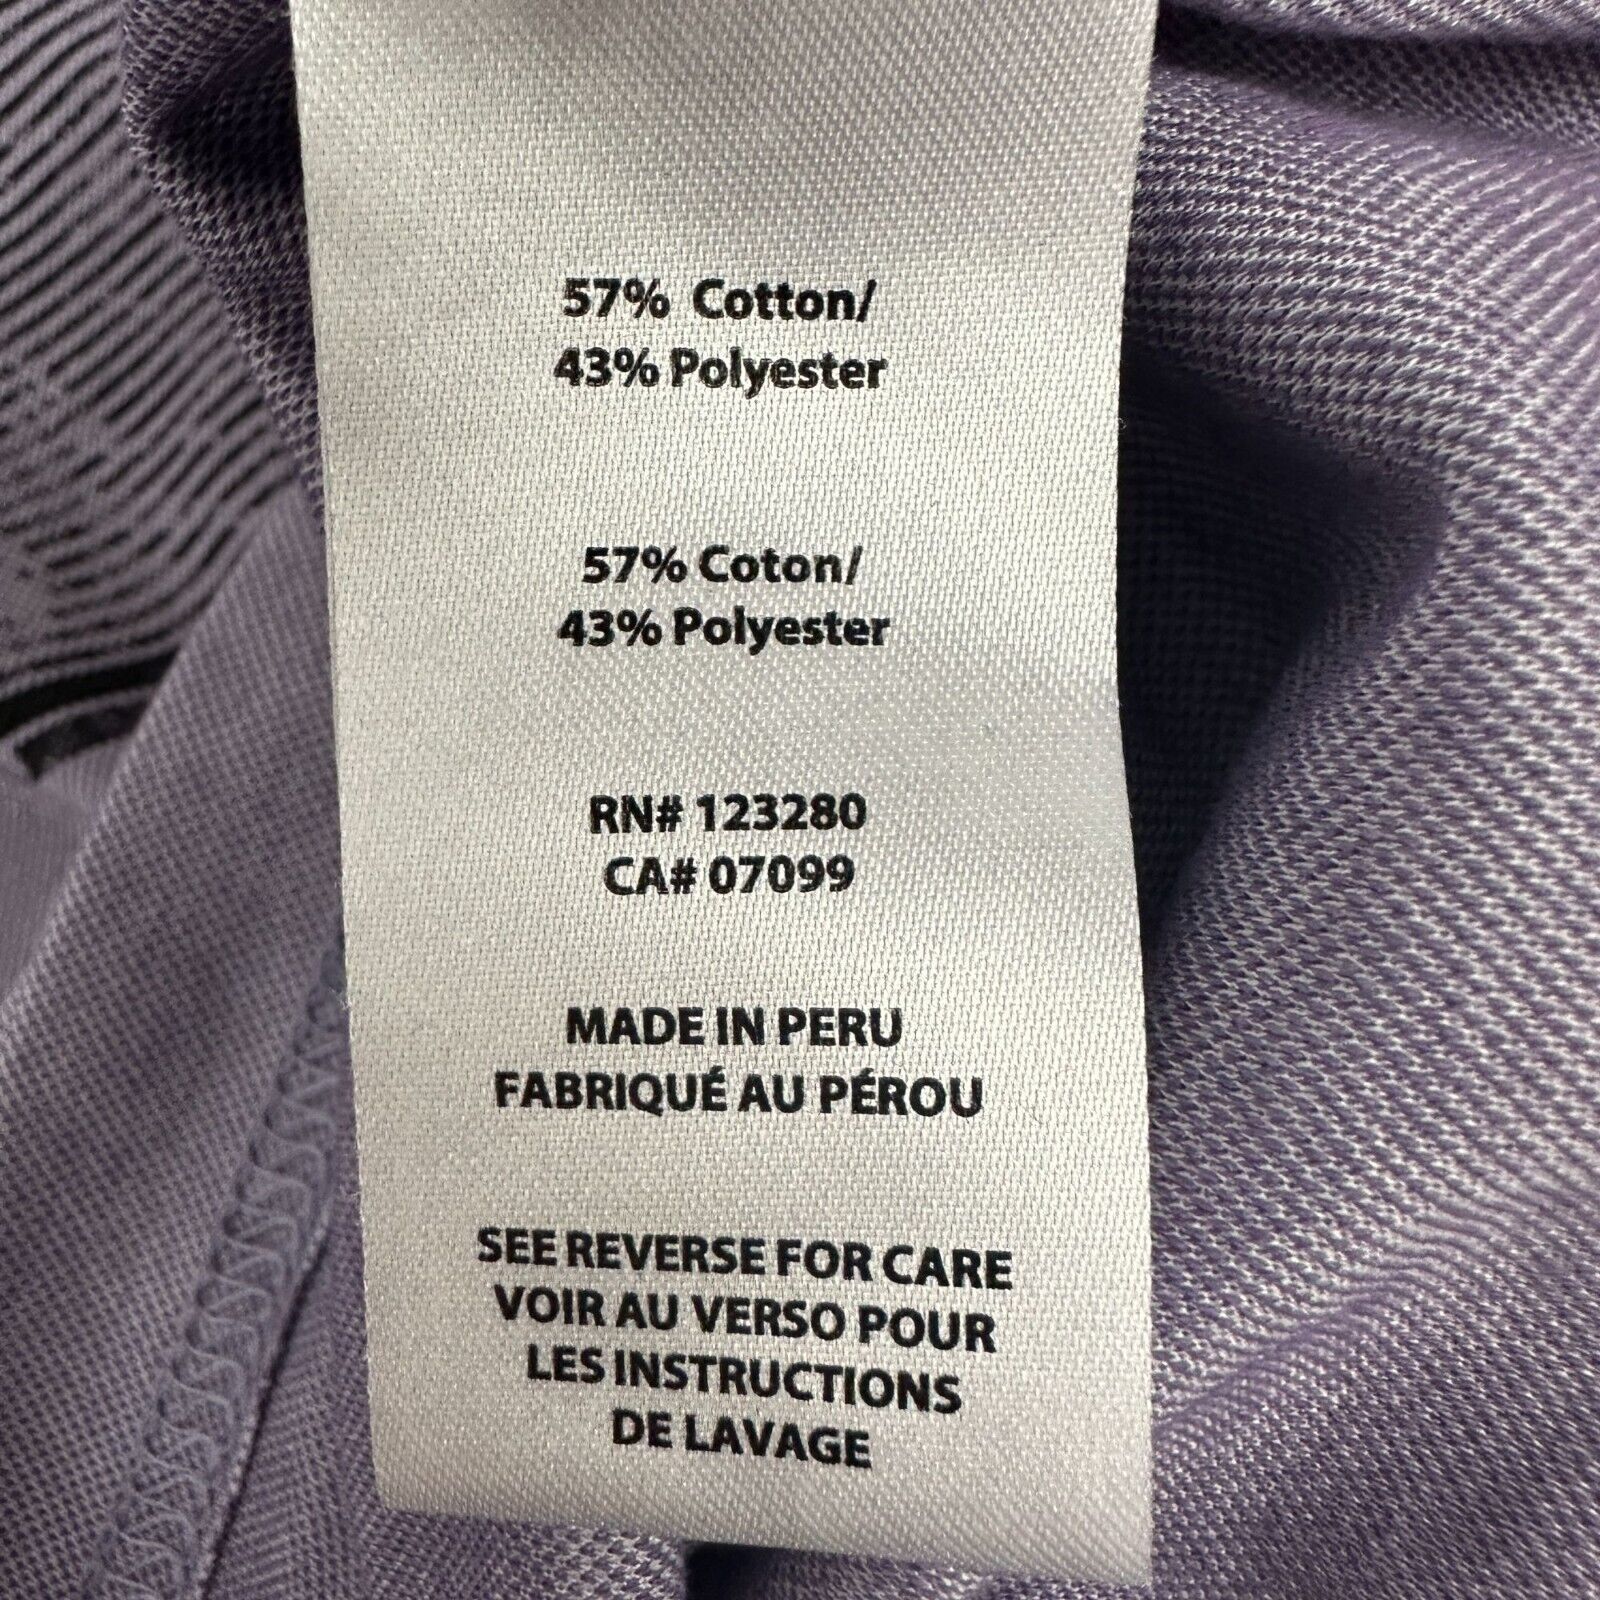 57% Cotton/
43% Polyester
57% Coton/
43% Polyester
RN# 123280
CA# 07099
MADE IN PERU
FABRIQUÉ AU PÉROU
SEE REVERSE FOR CARE
VOIR AU VERSO POUR
LES INSTRUCTIONS
DE LAVAGE